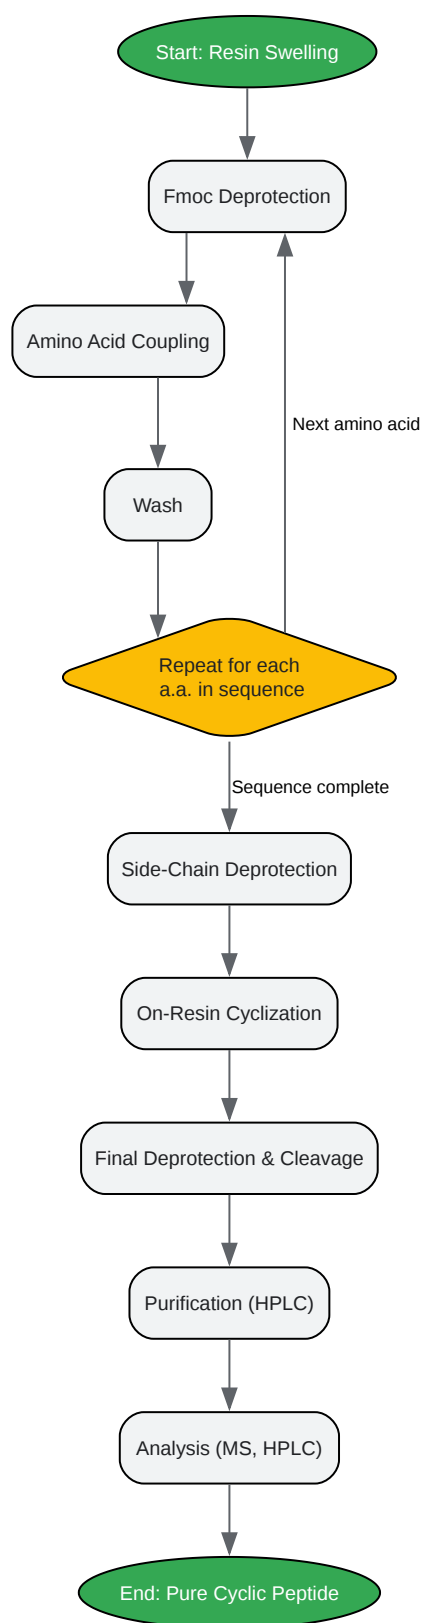 Start: Resin Swelling
Fmoc Deprotection
Amino Acid Coupling
Next amino acid
Wash
Repeat for each
a.a. in sequence
Sequence complete
Side-Chain Deprotection
On-Resin Cyclization
Final Deprotection & Cleavage
Purification (HPLC)
Analysis (MS, HPLC)
End: Pure Cyclic Peptide